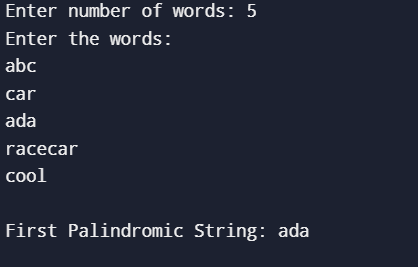 Enter number of words: 5
Enter the words:
abc
car
ada
racecar
cool
First Palindromic String: ada